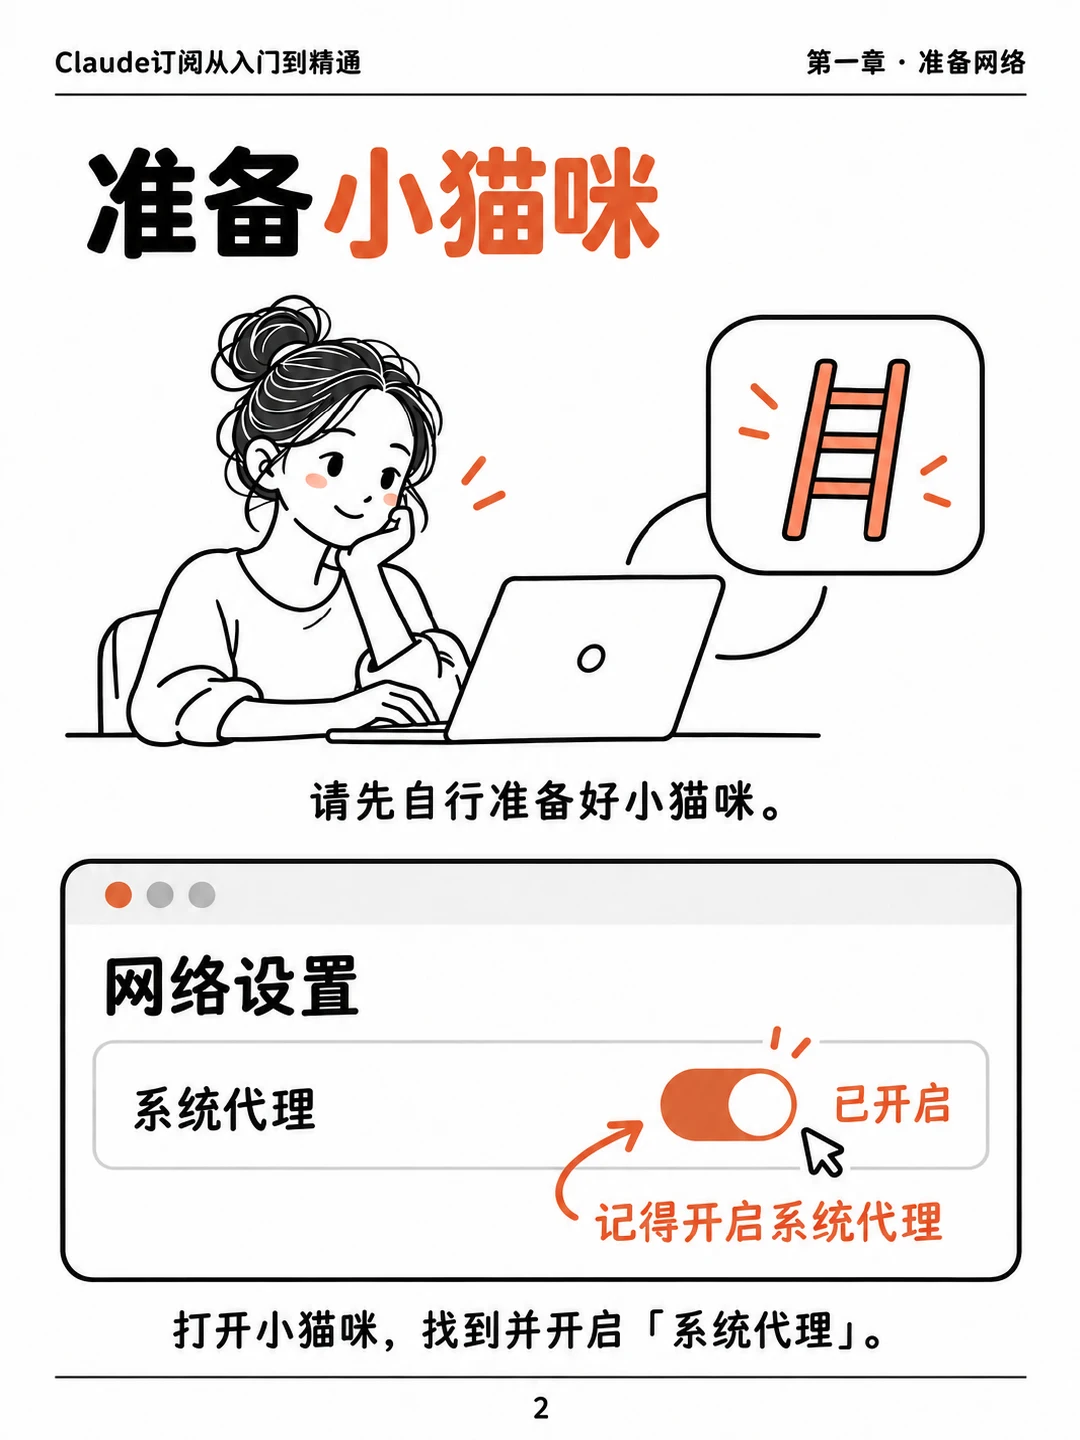 Claude订阅从入门到精通
第一章 · 准备网络
准备小猫咪
请先自行准备好小猫咪。
网络设置
系统代理
已开启
记得开启系统代理
打开小猫咪，找到并开启「系统代理」。
2